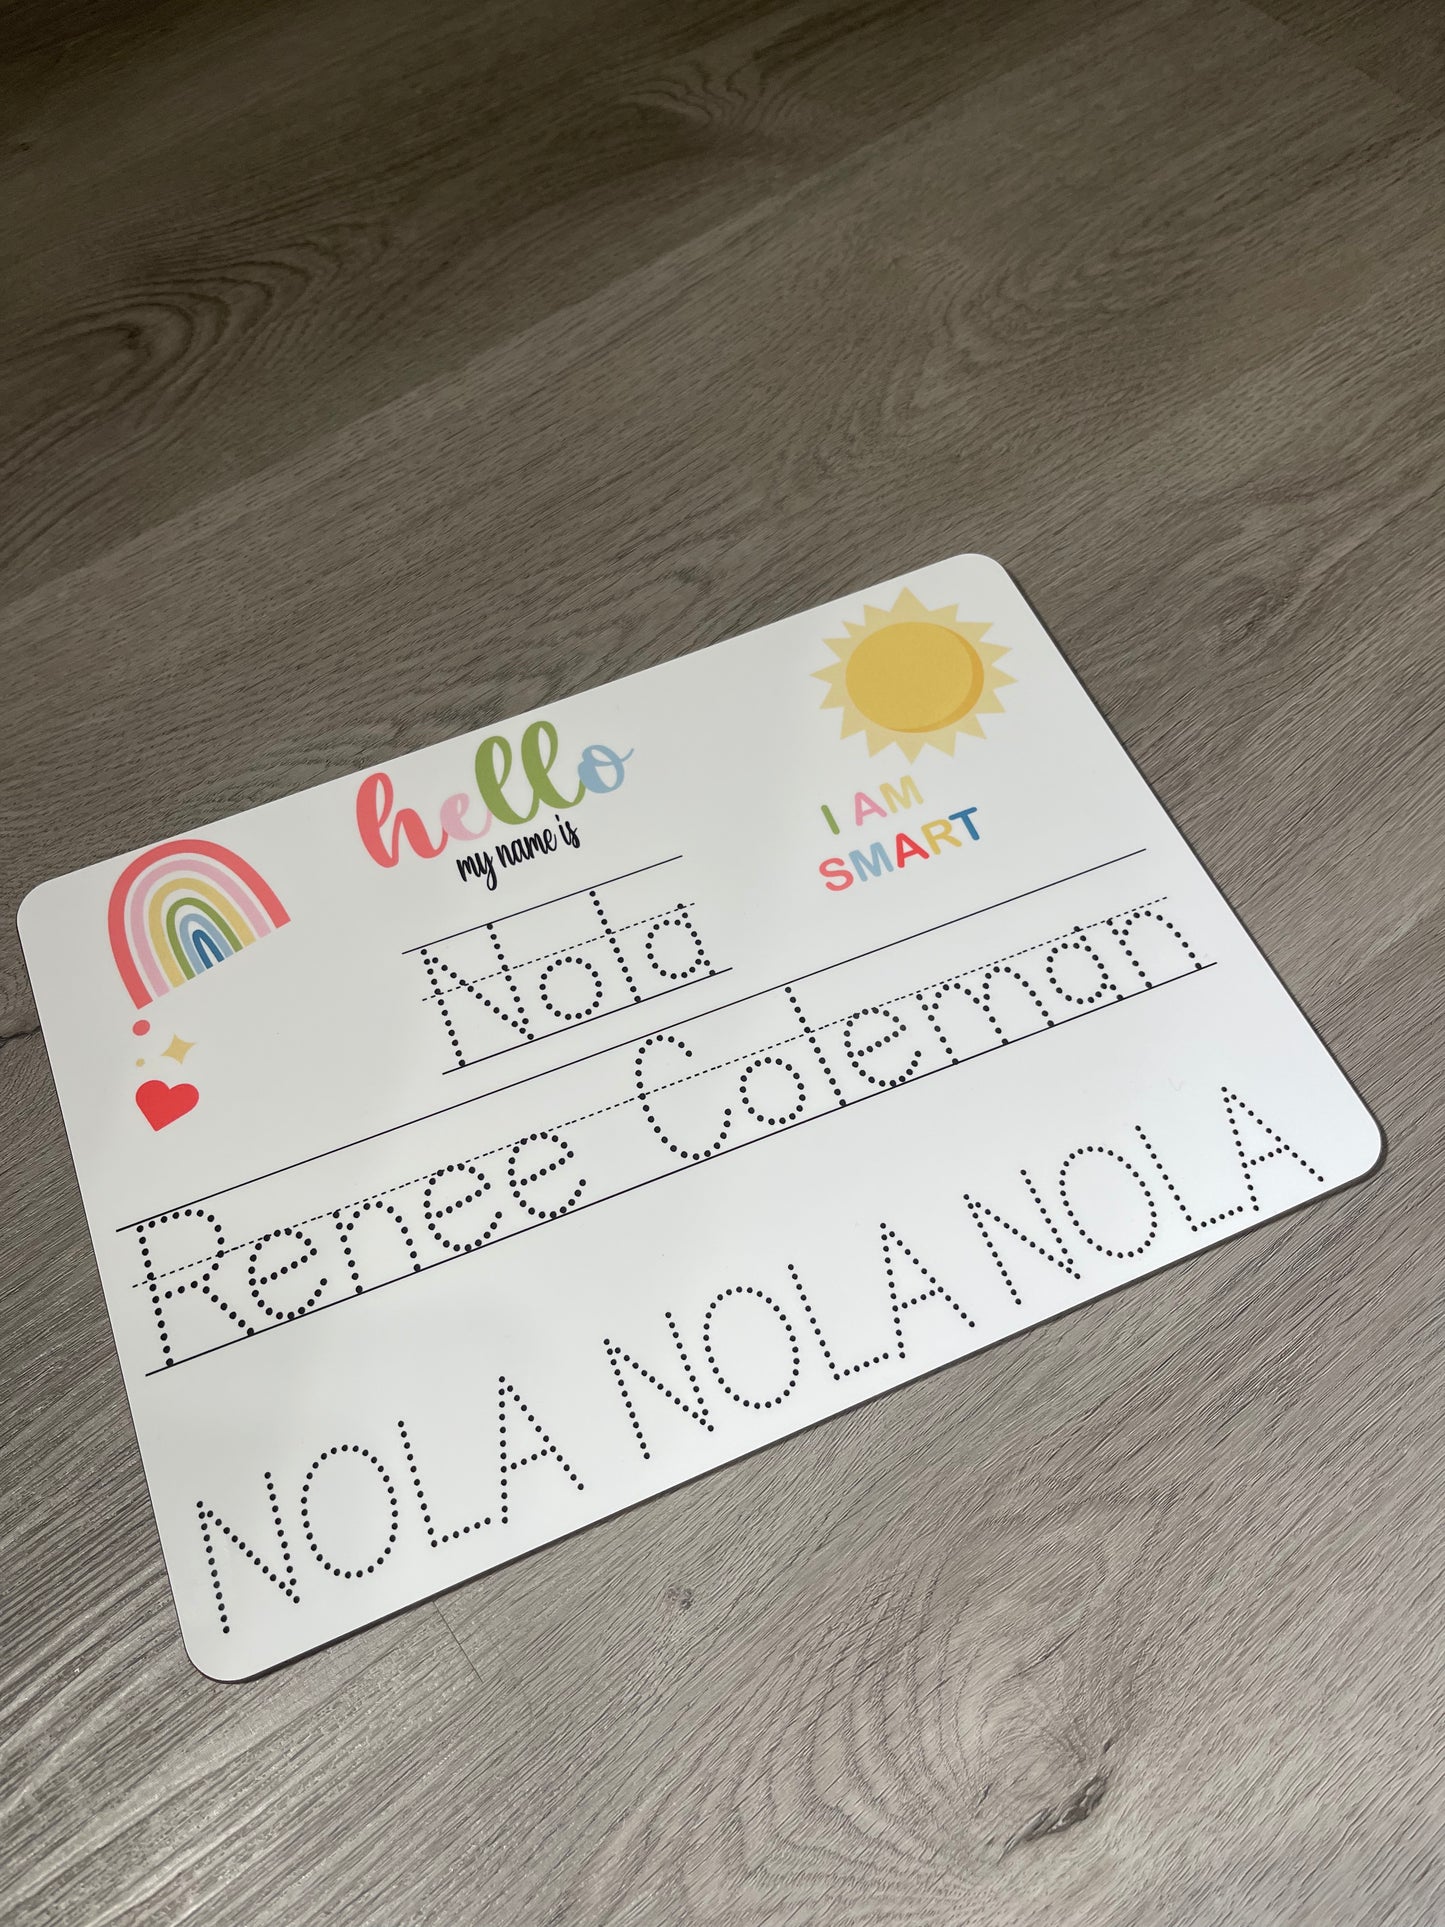 hello
my name is
I AM
SMART
Nola
Renee Coleman
NOLA NOLA NOLA